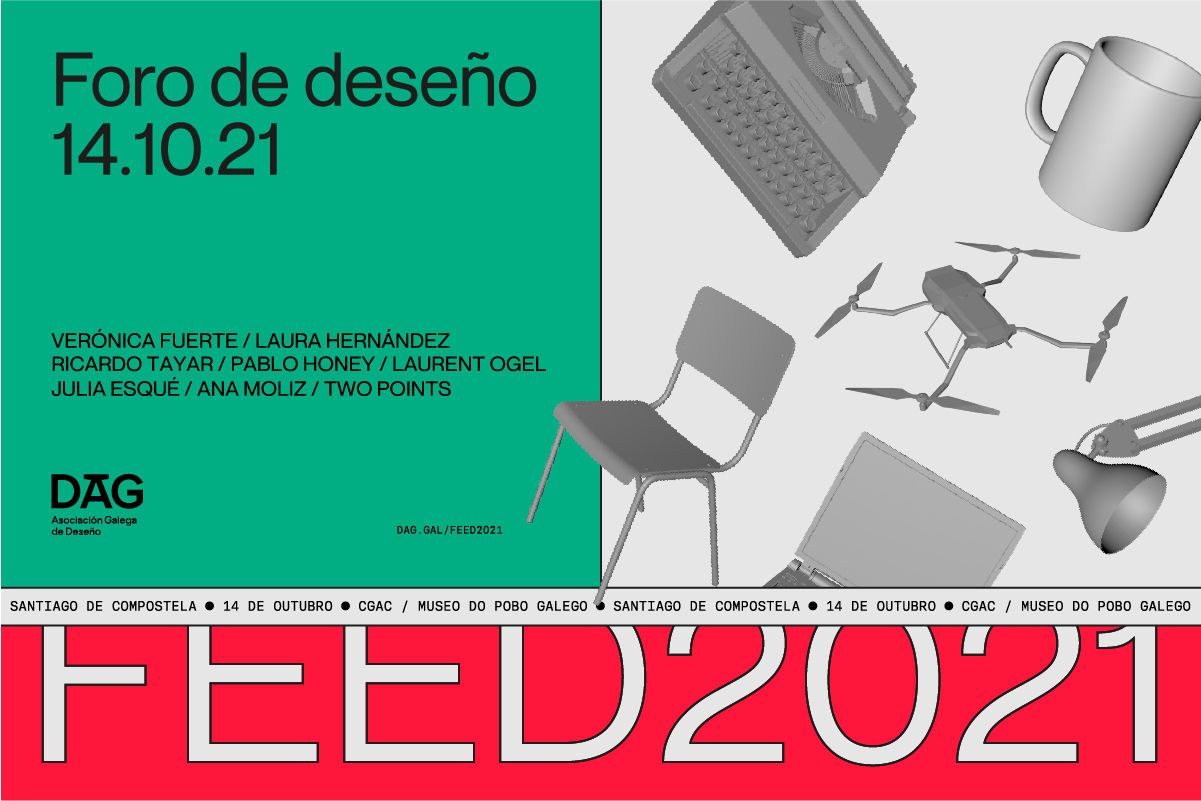 Foro de deseño
14.10.21
VERÓNICA FUERTE / LAURA HERNÁNDEZ
RICARDO TAYAR / PABLO HONEY / LAURENT OGEL
JULIA ESQUÉ / ANA MOLIZ / TWO POINTS
DAG
Asociación Galega
de Deseño
DAG.GAL/FEED2021
SANTIAGO DE COMPOSTELA ● 14 DE OUTUBRO ● CGAC / MUSEO DO POBO GALEGO ● SANTIAGO DE COMPOSTELA ● 14 DE OUTUBRO ● CGAC / MUSEO DO POBO GALEGO
FEED2021